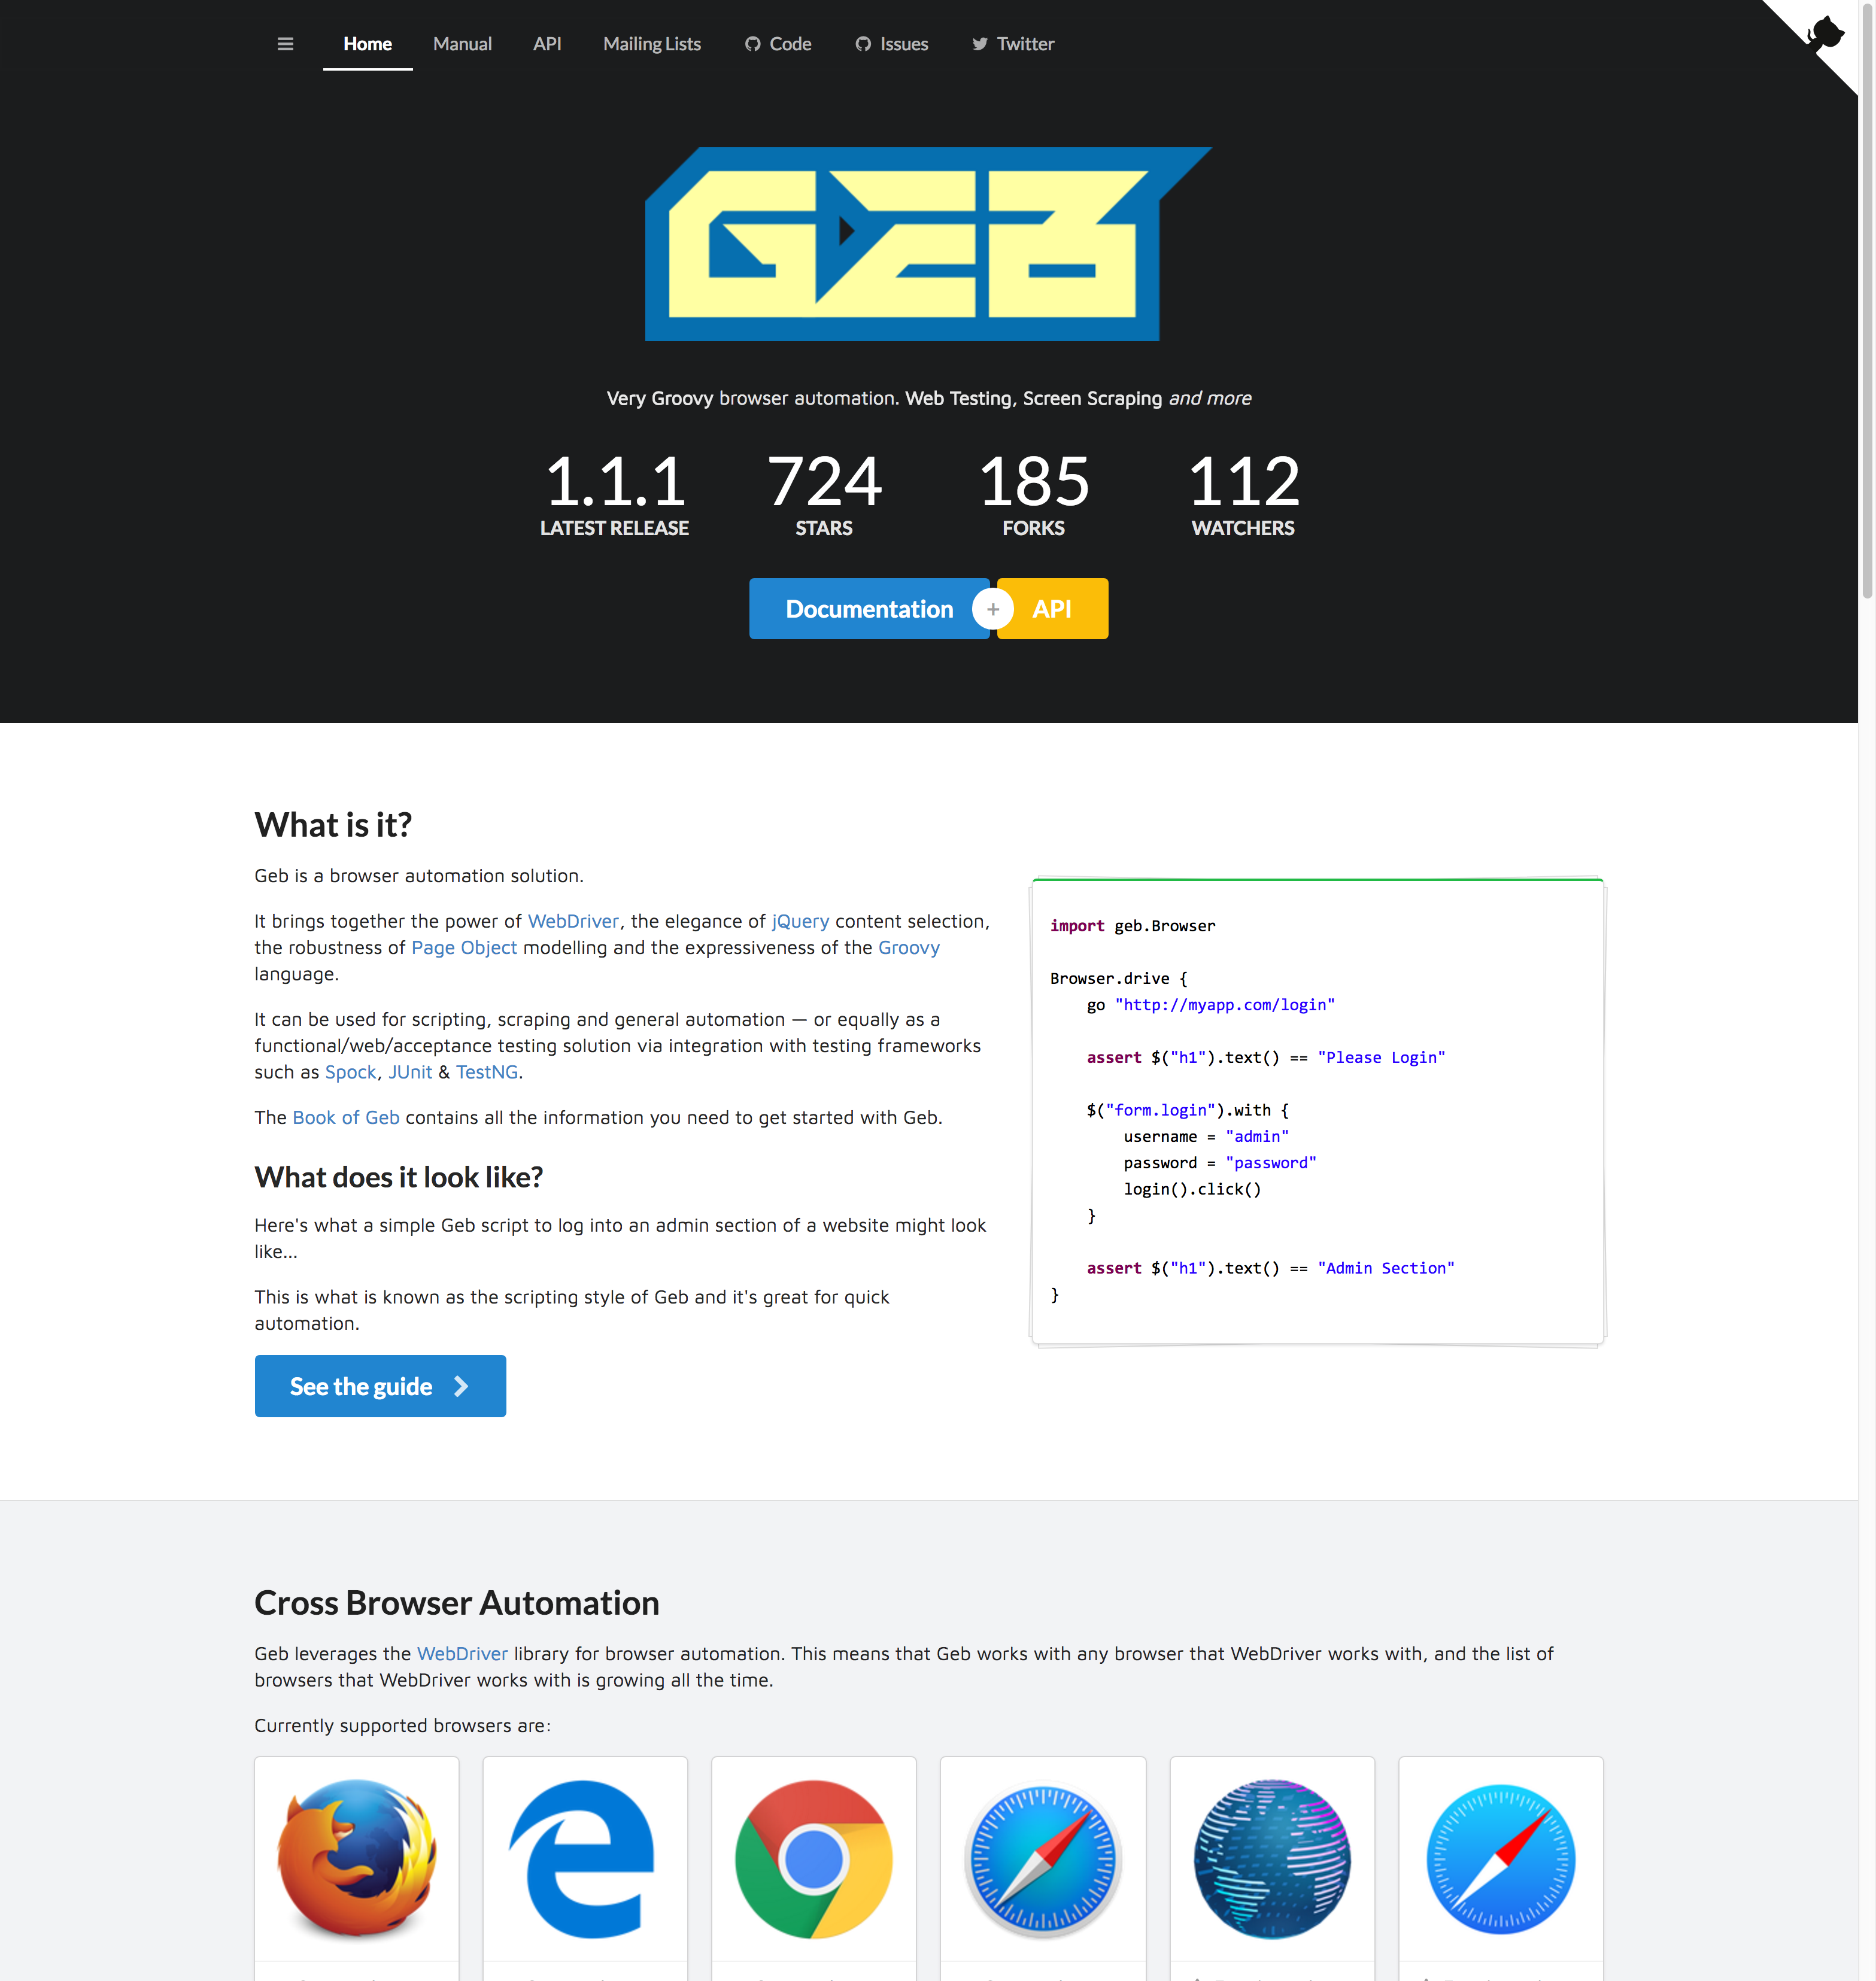 Home Manual API Mailing Lists Code Issues Twitter
GEB
Very Groovy browser automation. Web Testing, Screen Scraping and more
1.1.1 724 185 112
LATEST RELEASE STARS FORKS WATCHERS
Documentation + API
What is it?
Geb is a browser automation solution.
It brings together the power of WebDriver, the elegance of jQuery content selection,
the robustness of Page Object modelling and the expressiveness of the Groovy
language.
It can be used for scripting, scraping and general automation — or equally as a
functional/web/acceptance testing solution via integration with testing frameworks
such as Spock, JUnit & TestNG.
The Book of Geb contains all the information you need to get started with Geb.
What does it look like?
Here's what a simple Geb script to log into an admin section of a website might look
like...
This is what is known as the scripting style of Geb and it's great for quick
automation.
See the guide
import geb.Browser
Browser.drive {
    go "http://myapp.com/login"
    assert $("h1").text() == "Please Login"
    $("form.login").with {
        username = "admin"
        password = "password"
        login().click()
    }
    assert $("h1").text() == "Admin Section"
}
Cross Browser Automation
Geb leverages the WebDriver library for browser automation. This means that Geb works with any browser that WebDriver works with, and the list of
browsers that WebDriver works with is growing all the time.
Currently supported browsers are: